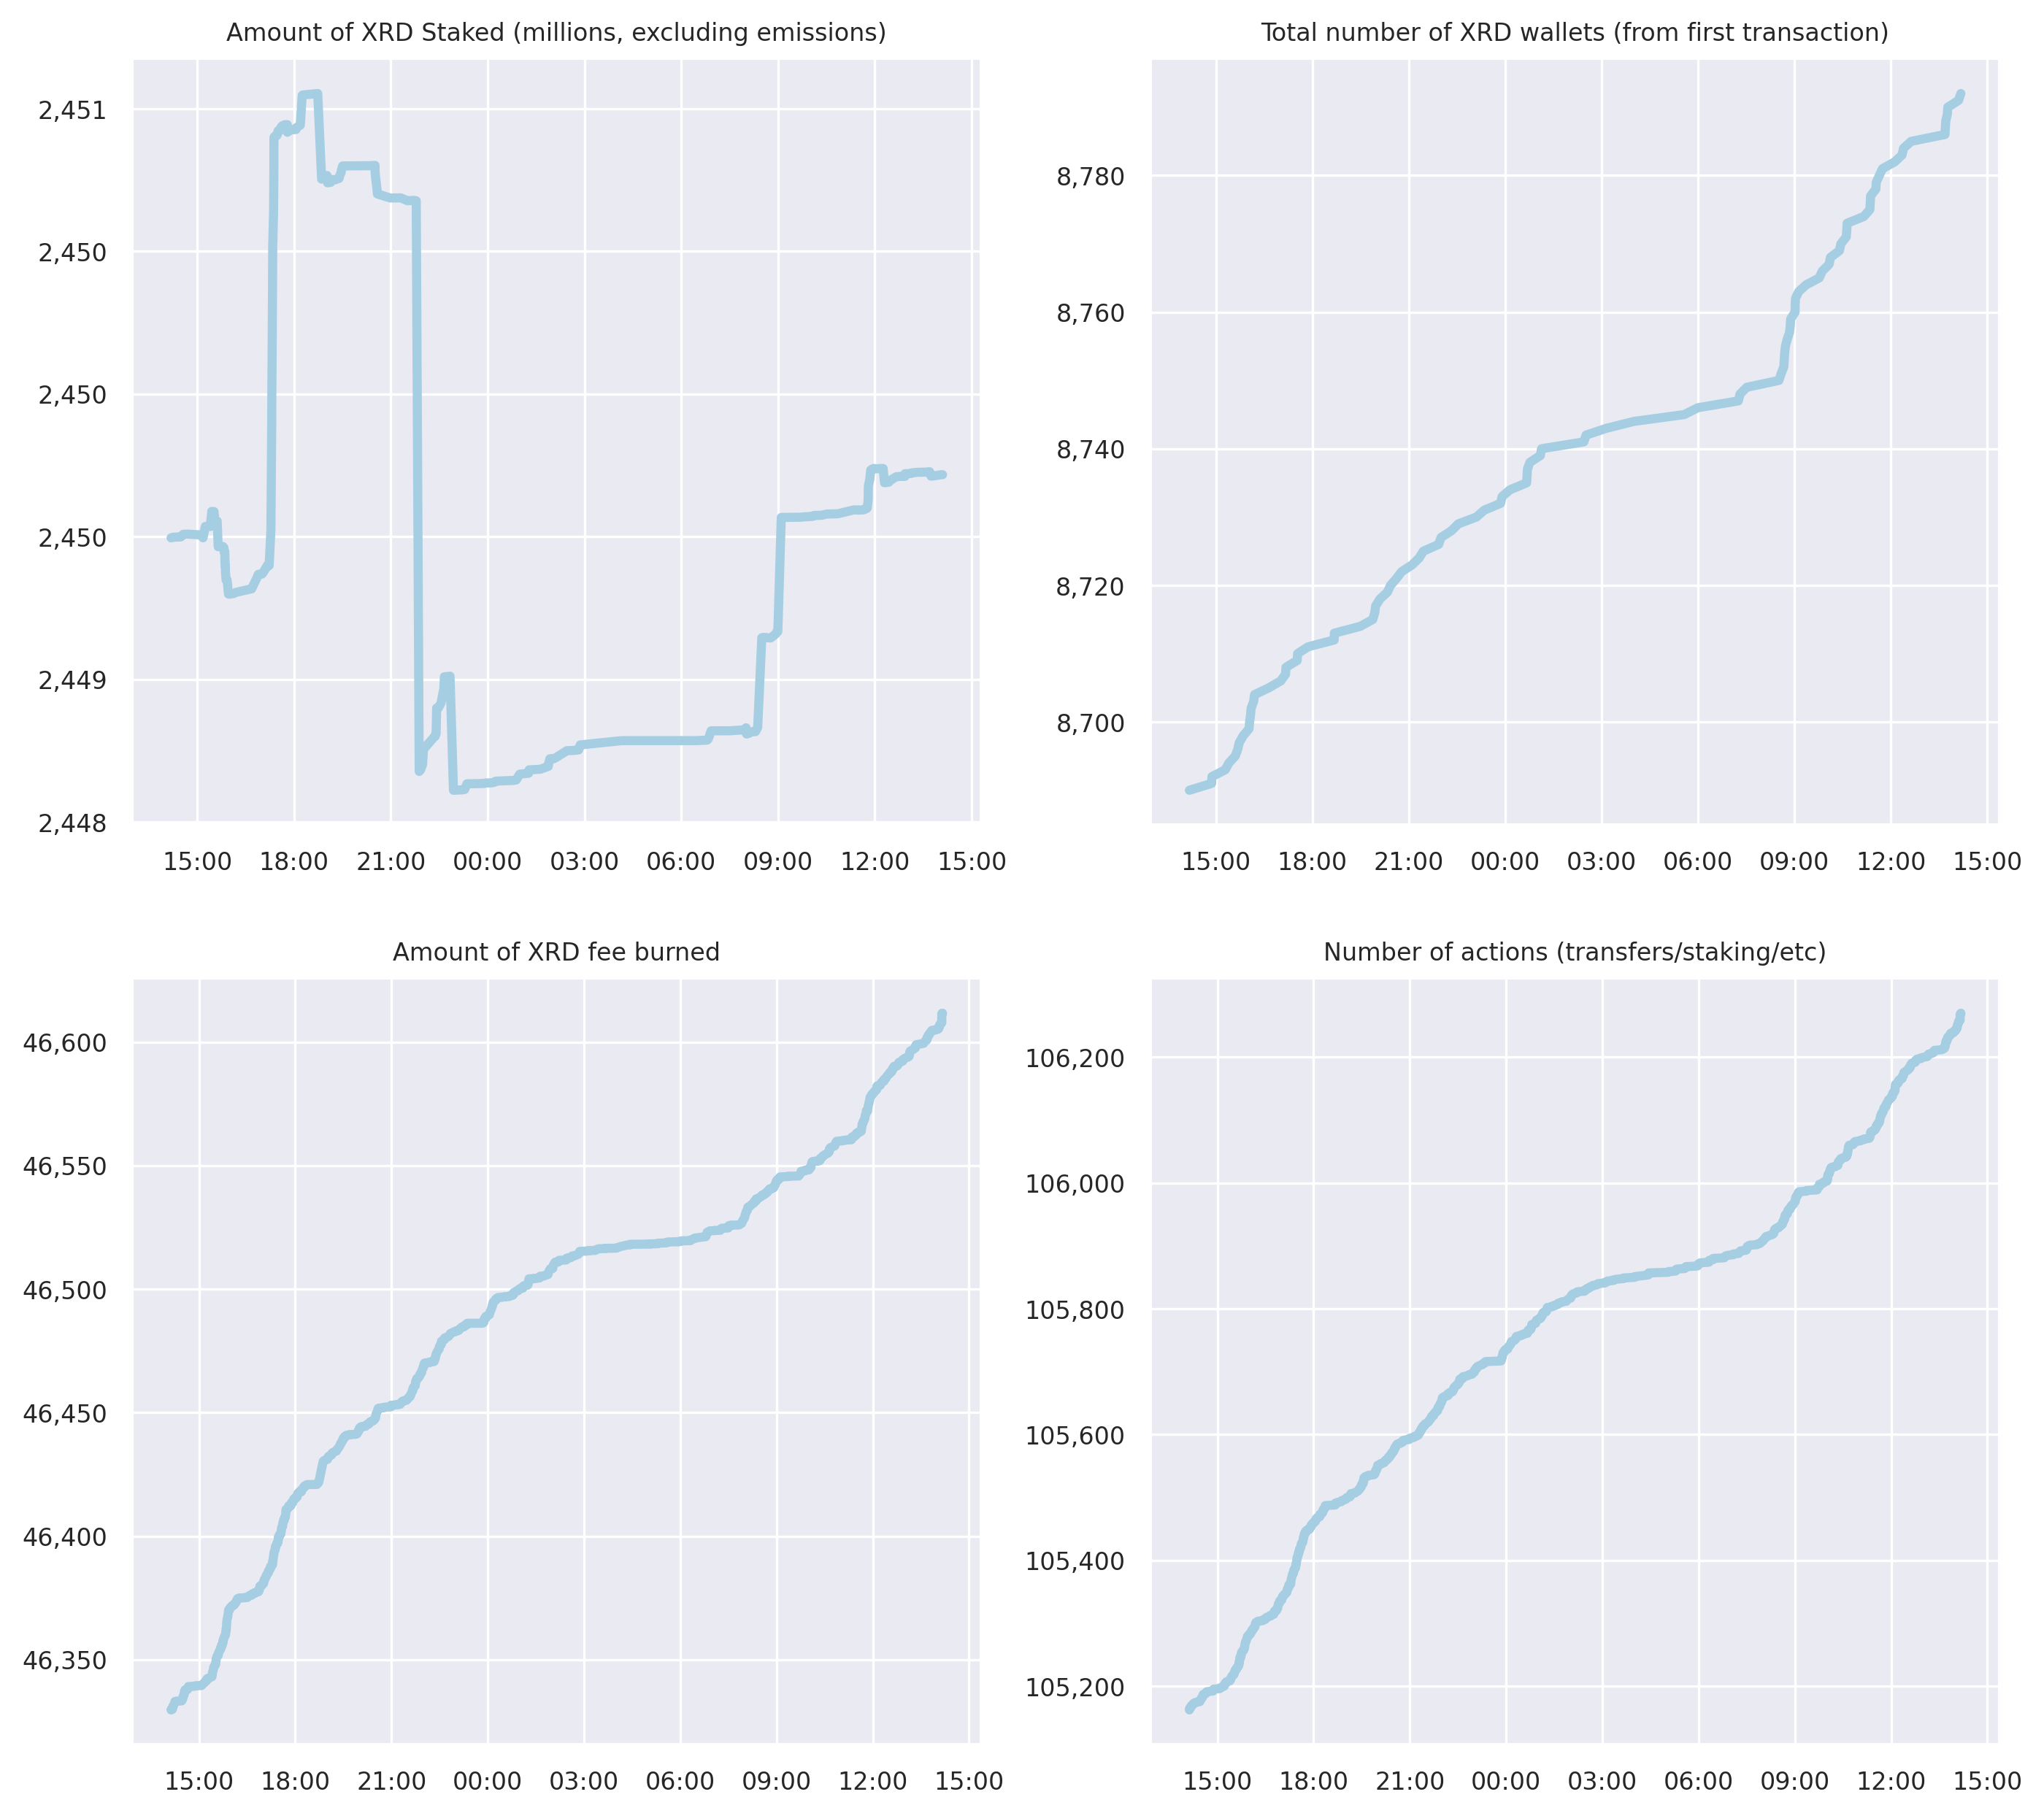 Amount of XRD Staked (millions, excluding emissions)
2,451
2,450
2,450
2,450
2,449
2,448
15:00 18:00 21:00 00:00 03:00 06:00 09:00 12:00 15:00
Total number of XRD wallets (from first transaction)
8,780
8,760
8,740
8,720
8,700
15:00 18:00 21:00 00:00 03:00 06:00 09:00 12:00 15:00
Amount of XRD fee burned
46,600
46,550
46,500
46,450
46,400
46,350
15:00 18:00 21:00 00:00 03:00 06:00 09:00 12:00 15:00
Number of actions (transfers/staking/etc)
106,200
106,000
105,800
105,600
105,400
105,200
15:00 18:00 21:00 00:00 03:00 06:00 09:00 12:00 15:00